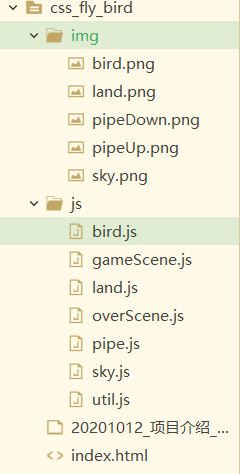 css_fly_bird
img
bird.png
land.png
pipeDown.png
pipeUp.png
sky.png
js
bird.js
gameScene.js
land.js
overScene.js
pipe.js
sky.js
util.js
20201012_项目介绍_...
index.html